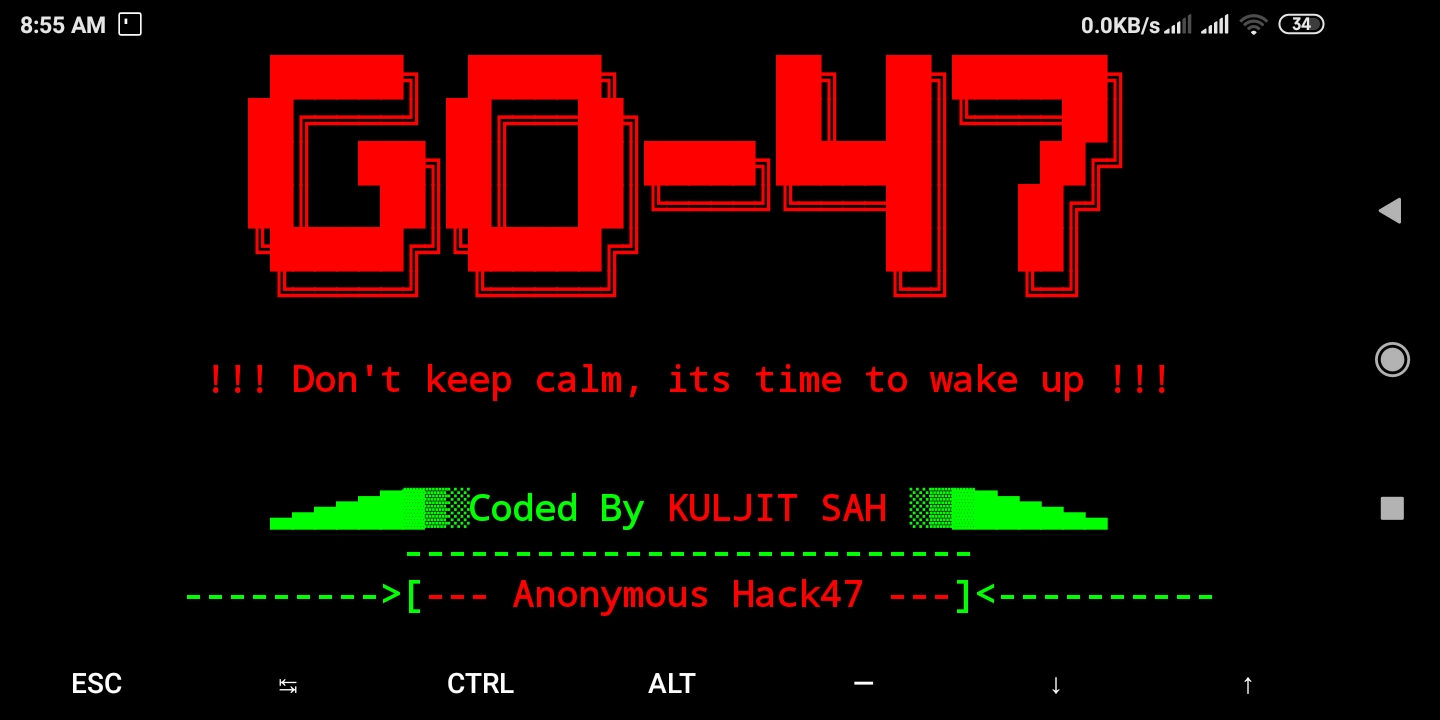 8:55 AM 0.0KB/s 34
GO-47
!!! Don't keep calm, its time to wake up !!!
Coded By KULJIT SAH
--------------------------
--------->[--- Anonymous Hack47 ---]<----------
ESC ↹ CTRL ALT — ↓ ↑